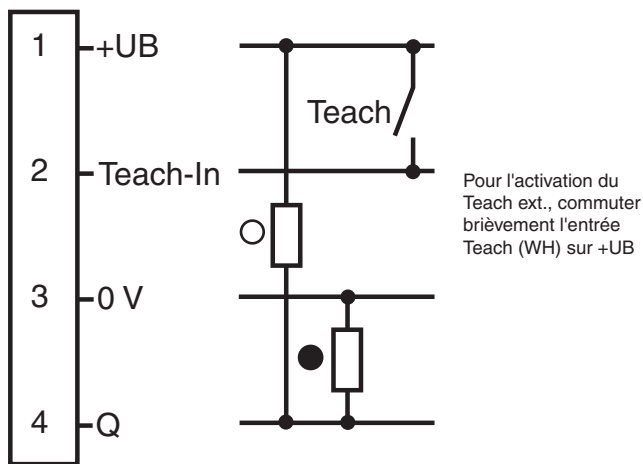 1 +UB
Teach
2 Teach-In
Pour l'activation du
Teach ext., commuter
brièvement l'entrée
Teach (WH) sur +UB
3 0 V
4 Q